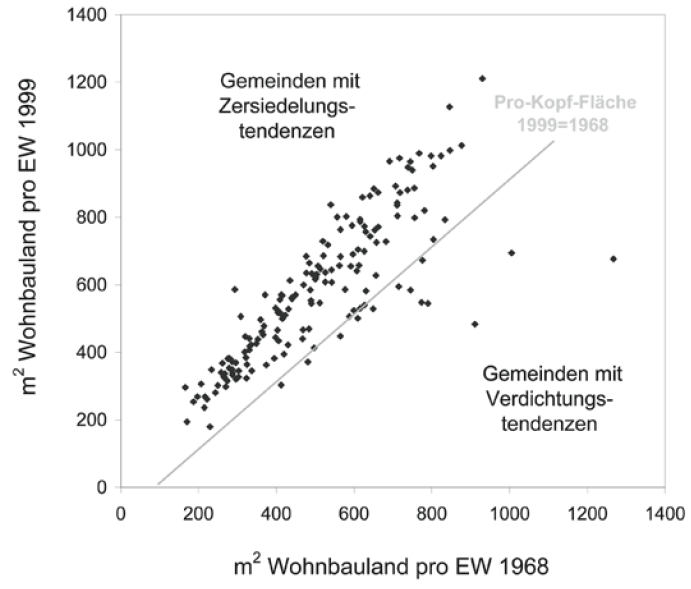 m² Wohnbauland pro EW 1999
1400
1200
1000
800
600
400
200
0
Gemeinden mit
Zersiedelungs-
tendenzen
Pro-Kopf-Fläche
1999=1968
Gemeinden mit
Verdichtungs-
tendenzen
0 200 400 600 800 1000 1200 1400
m² Wohnbauland pro EW 1968